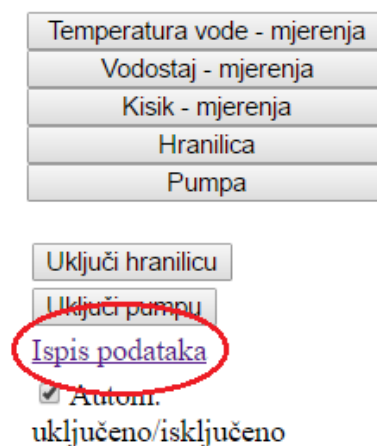 Temperatura vode - mjerenja
Vodostaj - mjerenja
Kisik - mjerenja
Hranilica
Pumpa
Uključi hranilicu
Uključi pumpu
Ispis podataka
Autom.
uključeno/isključeno